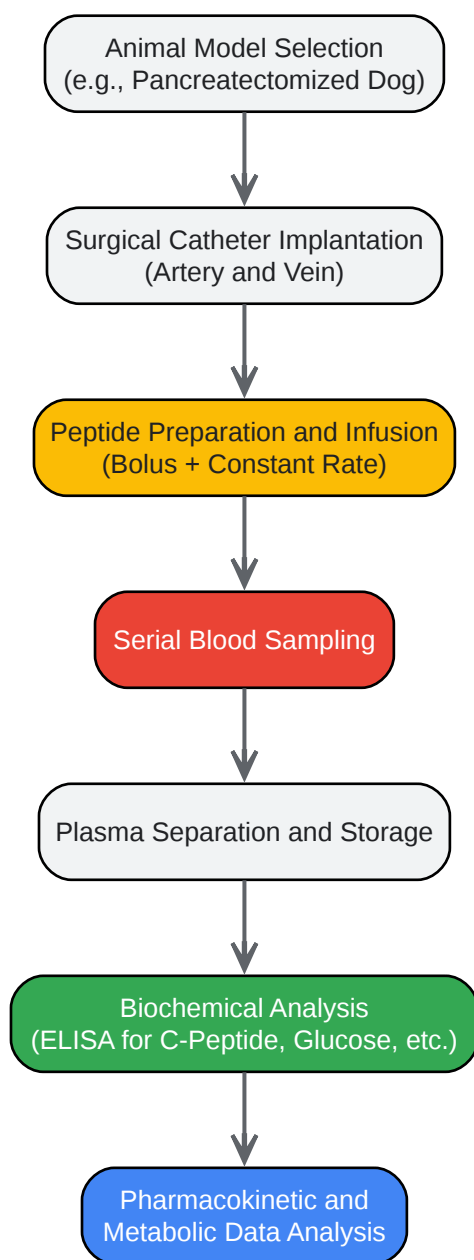 Animal Model Selection
(e.g., Pancreatectomized Dog)
Surgical Catheter Implantation
(Artery and Vein)
Peptide Preparation and Infusion
(Bolus + Constant Rate)
Serial Blood Sampling
Plasma Separation and Storage
Biochemical Analysis
(ELISA for C-Peptide, Glucose, etc.)
Pharmacokinetic and
Metabolic Data Analysis